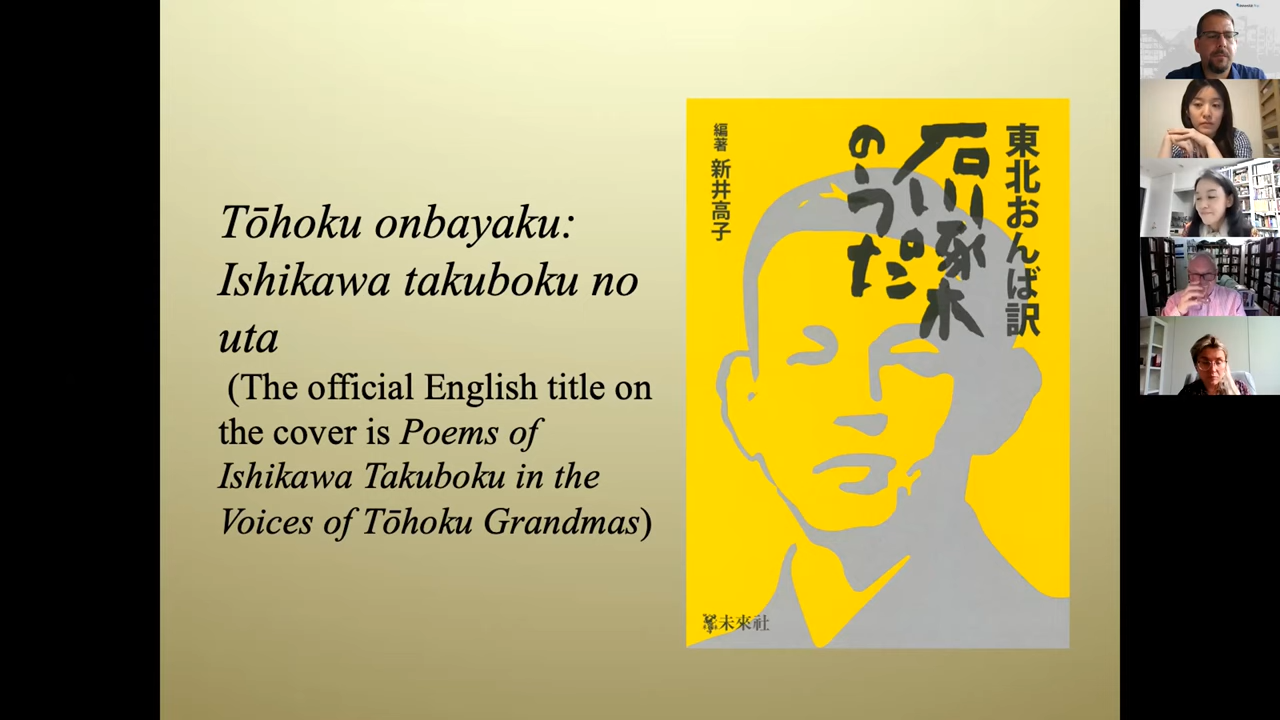 Tōhoku onbayaku:
Ishikawa takuboku no
uta
(The official English title on
the cover is Poems of
Ishikawa Takuboku in the
Voices of Tōhoku Grandmas)
東北おんば訳
石川啄木
のうた
編著 新井高子
未來社